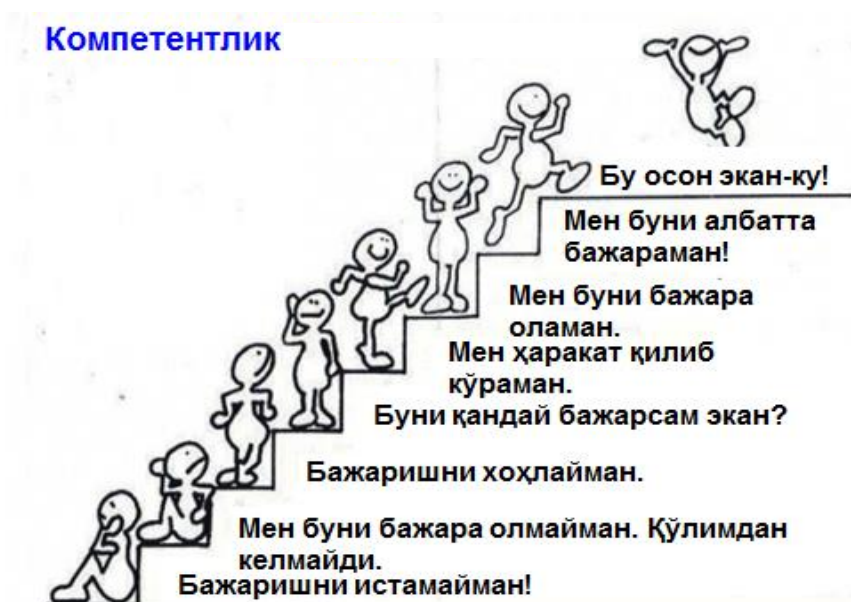 Компетентлик
Бу осон экан-ку!
Мен буни албатта
бажараман!
Мен буни бажара
оламан.
Мен ҳаракат қилиб
кўраман.
Буни қандай бажарсам экан?
Бажаришни хоҳлайман.
Мен буни бажара олмайман. Қўлимдан
келмайди.
Бажаришни истамайман!